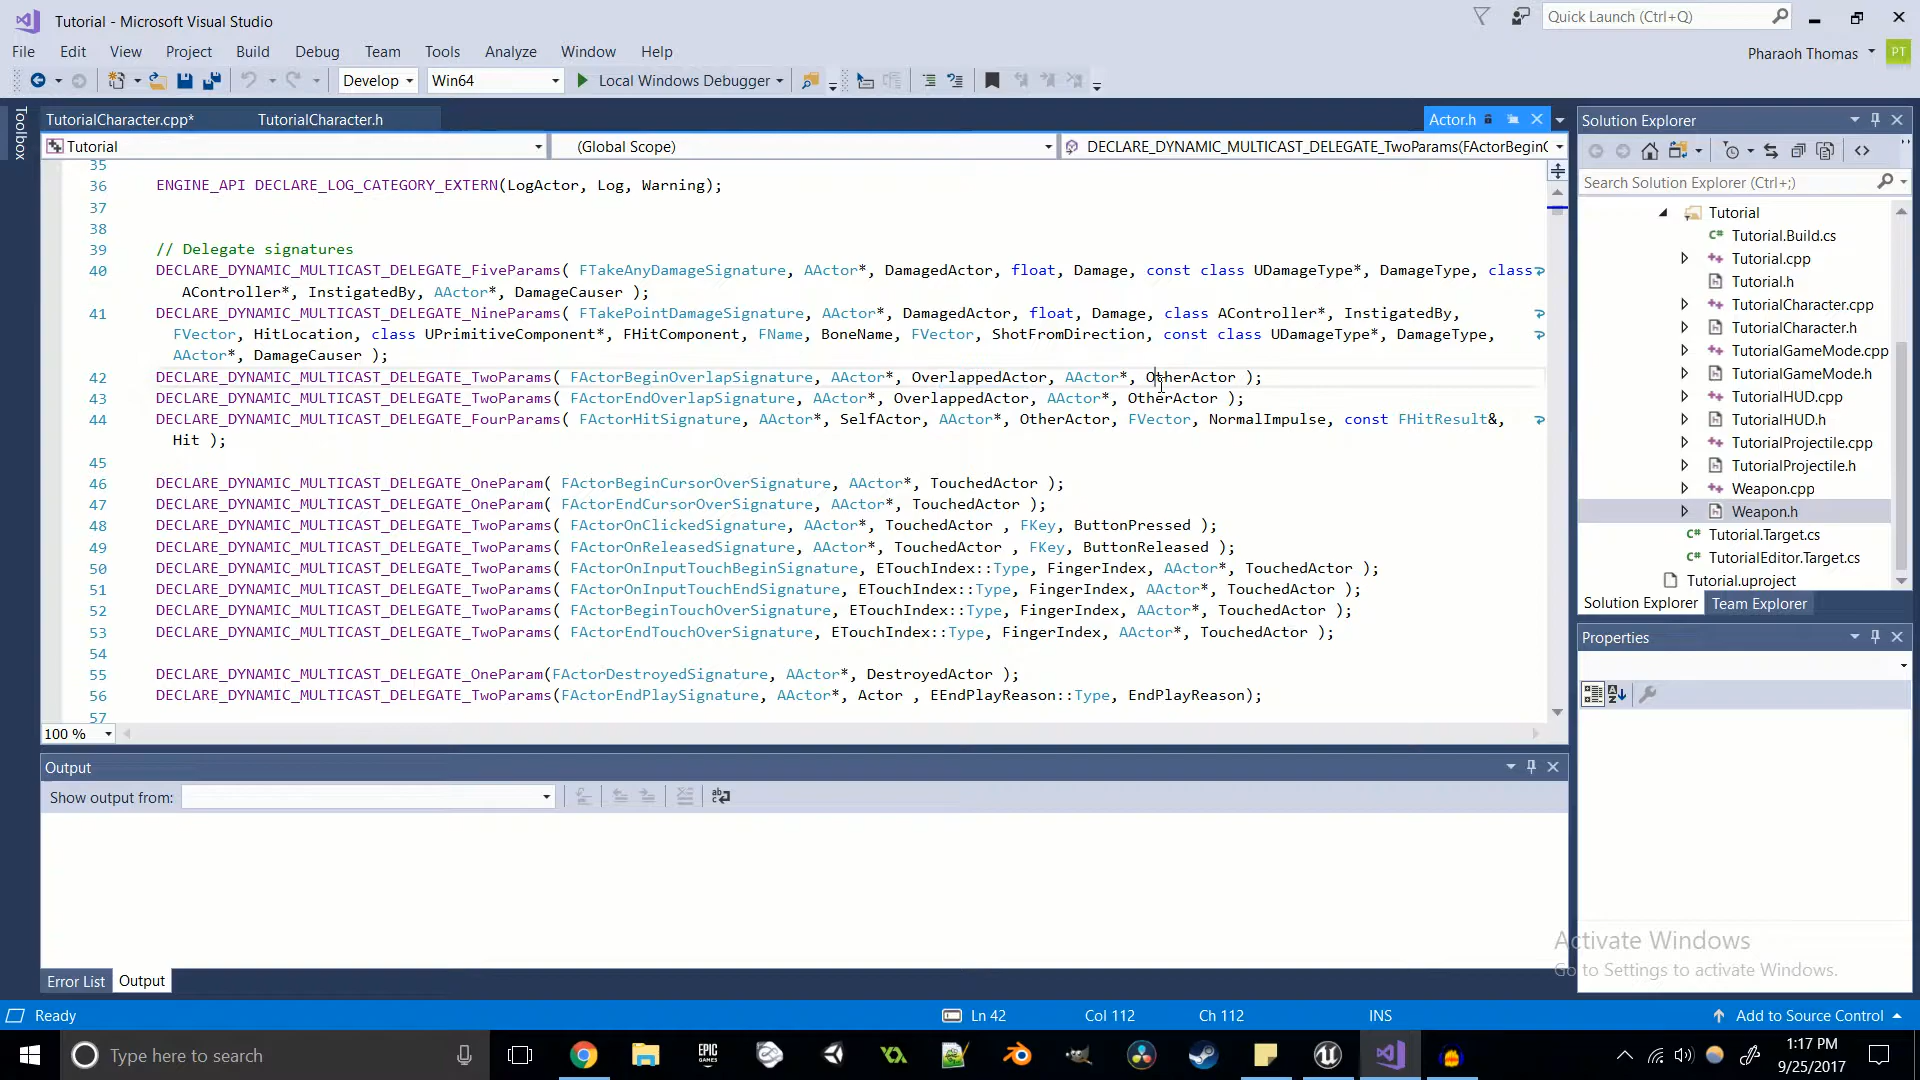 Tutorial - Microsoft Visual Studio
Quick Launch (Ctrl+Q)
File Edit View Project Build Debug Team Tools Analyze Window Help
Pharaoh Thomas
PT
Develop
Win64
Local Windows Debugger
Toolbox
TutorialCharacter.cpp*
TutorialCharacter.h
Actor.h
Tutorial
(Global Scope)
DECLARE_DYNAMIC_MULTICAST_DELEGATE_TwoParams(FActorBeginO
35
36 ENGINE_API DECLARE_LOG_CATEGORY_EXTERN(LogActor, Log, Warning);
37
38
39 // Delegate signatures
40 DECLARE_DYNAMIC_MULTICAST_DELEGATE_FiveParams( FTakeAnyDamageSignature, AActor*, DamagedActor, float, Damage, const class UDamageType*, DamageType, class
AController*, InstigatedBy, AActor*, DamageCauser );
41 DECLARE_DYNAMIC_MULTICAST_DELEGATE_NineParams( FTakePointDamageSignature, AActor*, DamagedActor, float, Damage, class AController*, InstigatedBy,
FVector, HitLocation, class UPrimitiveComponent*, FHitComponent, FName, BoneName, FVector, ShotFromDirection, const class UDamageType*, DamageType,
AActor*, DamageCauser );
42 DECLARE_DYNAMIC_MULTICAST_DELEGATE_TwoParams( FActorBeginOverlapSignature, AActor*, OverlappedActor, AActor*, OtherActor );
43 DECLARE_DYNAMIC_MULTICAST_DELEGATE_TwoParams( FActorEndOverlapSignature, AActor*, OverlappedActor, AActor*, OtherActor );
44 DECLARE_DYNAMIC_MULTICAST_DELEGATE_FourParams( FActorHitSignature, AActor*, SelfActor, AActor*, OtherActor, FVector, NormalImpulse, const FHitResult&,
Hit );
45
46 DECLARE_DYNAMIC_MULTICAST_DELEGATE_OneParam( FActorBeginCursorOverSignature, AActor*, TouchedActor );
47 DECLARE_DYNAMIC_MULTICAST_DELEGATE_OneParam( FActorEndCursorOverSignature, AActor*, TouchedActor );
48 DECLARE_DYNAMIC_MULTICAST_DELEGATE_TwoParams( FActorOnClickedSignature, AActor*, TouchedActor , FKey, ButtonPressed );
49 DECLARE_DYNAMIC_MULTICAST_DELEGATE_TwoParams( FActorOnReleasedSignature, AActor*, TouchedActor , FKey, ButtonReleased );
50 DECLARE_DYNAMIC_MULTICAST_DELEGATE_TwoParams( FActorOnInputTouchBeginSignature, ETouchIndex::Type, FingerIndex, AActor*, TouchedActor );
51 DECLARE_DYNAMIC_MULTICAST_DELEGATE_TwoParams( FActorOnInputTouchEndSignature, ETouchIndex::Type, FingerIndex, AActor*, TouchedActor );
52 DECLARE_DYNAMIC_MULTICAST_DELEGATE_TwoParams( FActorBeginTouchOverSignature, ETouchIndex::Type, FingerIndex, AActor*, TouchedActor );
53 DECLARE_DYNAMIC_MULTICAST_DELEGATE_TwoParams( FActorEndTouchOverSignature, ETouchIndex::Type, FingerIndex, AActor*, TouchedActor );
54
55 DECLARE_DYNAMIC_MULTICAST_DELEGATE_OneParam(FActorDestroyedSignature, AActor*, DestroyedActor );
56 DECLARE_DYNAMIC_MULTICAST_DELEGATE_TwoParams(FActorEndPlaySignature, AActor*, Actor , EEndPlayReason::Type, EndPlayReason);
57
100 %
Output
Show output from:
Error List
Output
Solution Explorer
Search Solution Explorer (Ctrl+;)
Tutorial
Tutorial.Build.cs
Tutorial.cpp
Tutorial.h
TutorialCharacter.cpp
TutorialCharacter.h
TutorialGameMode.cpp
TutorialGameMode.h
TutorialHUD.cpp
TutorialHUD.h
TutorialProjectile.cpp
TutorialProjectile.h
Weapon.cpp
Weapon.h
Tutorial.Target.cs
TutorialEditor.Target.cs
Tutorial.uproject
Solution Explorer
Team Explorer
Properties
Activate Windows
Go to Settings to activate Windows.
Ready
Ln 42
Col 112
Ch 112
INS
Add to Source Control
Type here to search
EPIC GAMES
1:17 PM
9/25/2017